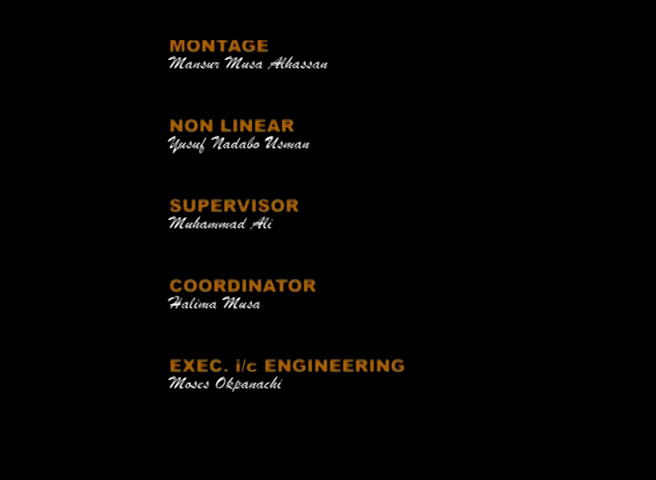 MONTAGE
Mansur Musa Alhassan
NON LINEAR
Yusuf Nadabo Usman
SUPERVISOR
Muhammad Ali
COORDINATOR
Halima Musa
EXEC. i/c ENGINEERING
Moses Okpanachi